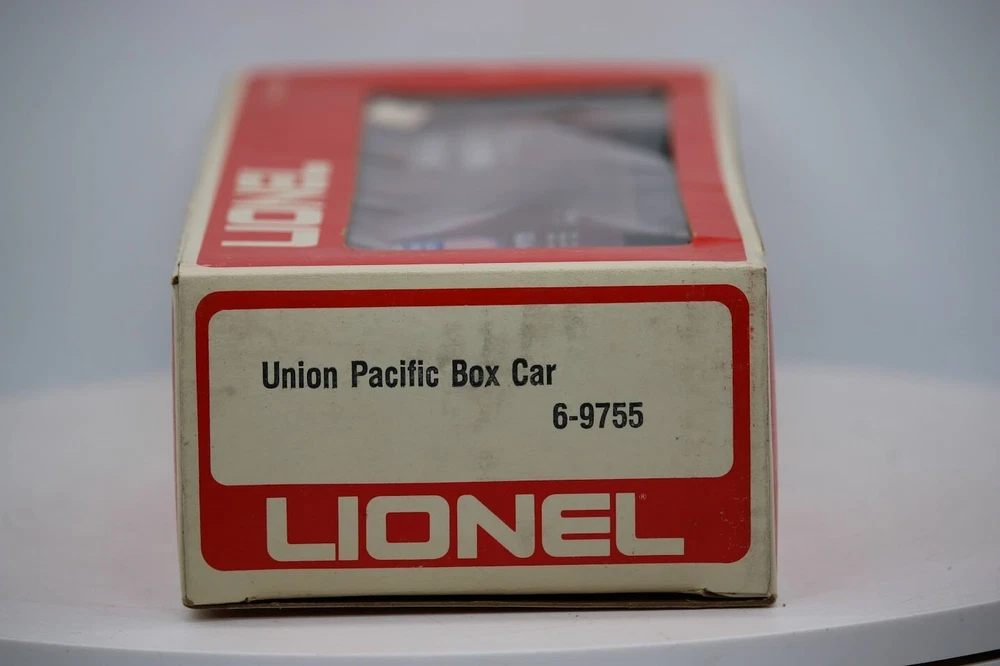 LIONEL
Union Pacific Box Car
6-9755
LIONEL